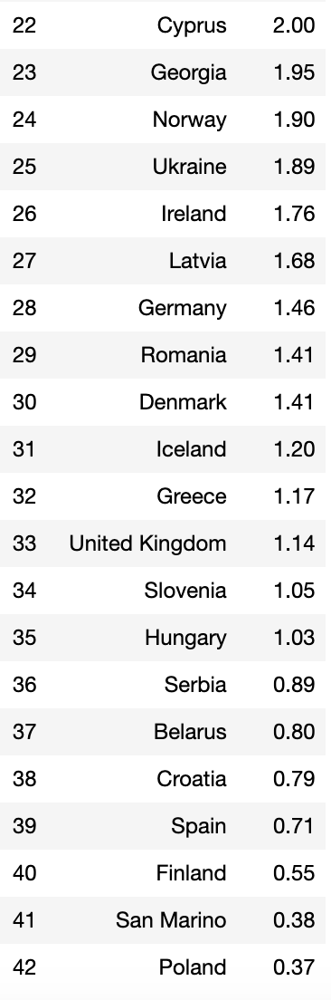 22 Cyprus 2.00
23 Georgia 1.95
24 Norway 1.90
25 Ukraine 1.89
26 Ireland 1.76
27 Latvia 1.68
28 Germany 1.46
29 Romania 1.41
30 Denmark 1.41
31 Iceland 1.20
32 Greece 1.17
33 United Kingdom 1.14
34 Slovenia 1.05
35 Hungary 1.03
36 Serbia 0.89
37 Belarus 0.80
38 Croatia 0.79
39 Spain 0.71
40 Finland 0.55
41 San Marino 0.38
42 Poland 0.37